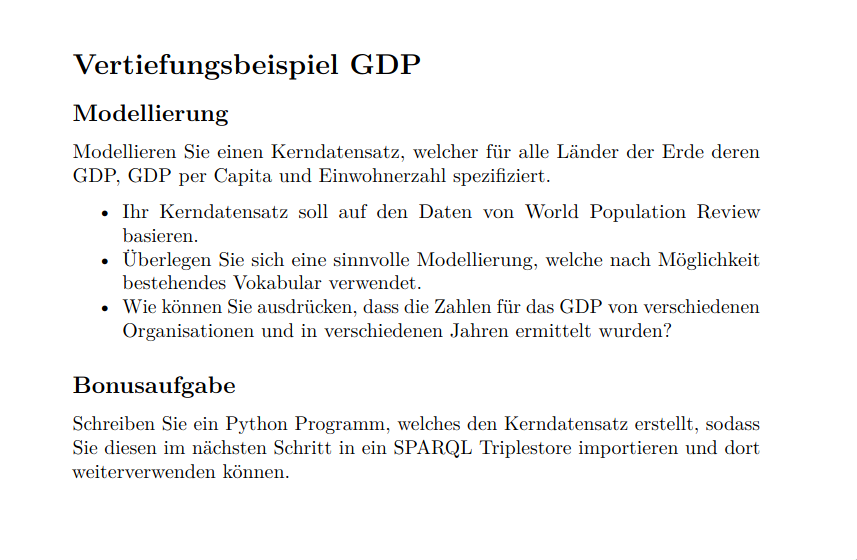 Vertiefungsbeispiel GDP
Modellierung
Modellieren Sie einen Kerndatensatz, welcher für alle Länder der Erde deren
GDP, GDP per Capita und Einwohnerzahl spezifiziert.
• Ihr Kerndatensatz soll auf den Daten von World Population Review
basieren.
• Überlegen Sie sich eine sinnvolle Modellierung, welche nach Möglichkeit
bestehendes Vokabular verwendet.
• Wie können Sie ausdrücken, dass die Zahlen für das GDP von verschiedenen
Organisationen und in verschiedenen Jahren ermittelt wurden?
Bonusaufgabe
Schreiben Sie ein Python Programm, welches den Kerndatensatz erstellt, sodass
Sie diesen im nächsten Schritt in ein SPARQL Triplestore importieren und dort
weiterverwenden können.